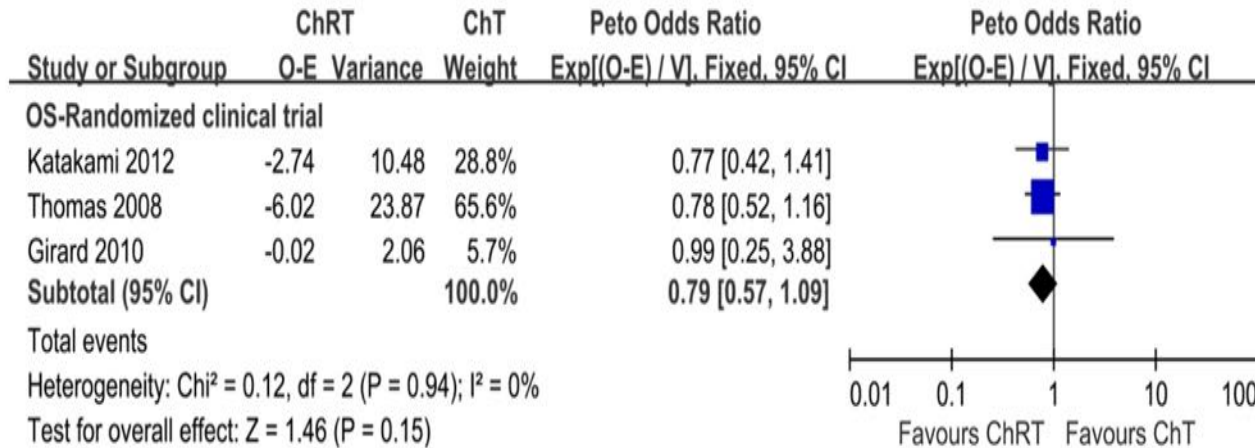 ChRT ChT Peto Odds Ratio Peto Odds Ratio
Study or Subgroup O-E Variance Weight Exp[(O-E) / V], Fixed, 95% CI Exp[(O-E) / V], Fixed, 95% CI
OS-Randomized clinical trial
Katakami 2012 -2.74 10.48 28.8% 0.77 [0.42, 1.41]
Thomas 2008 -6.02 23.87 65.6% 0.78 [0.52, 1.16]
Girard 2010 -0.02 2.06 5.7% 0.99 [0.25, 3.88]
Subtotal (95% CI) 100.0% 0.79 [0.57, 1.09]
Total events
Heterogeneity: Chi² = 0.12, df = 2 (P = 0.94); I² = 0%
Test for overall effect: Z = 1.46 (P = 0.15)
0.01 0.1 1 10 100
Favours ChRT Favours ChT